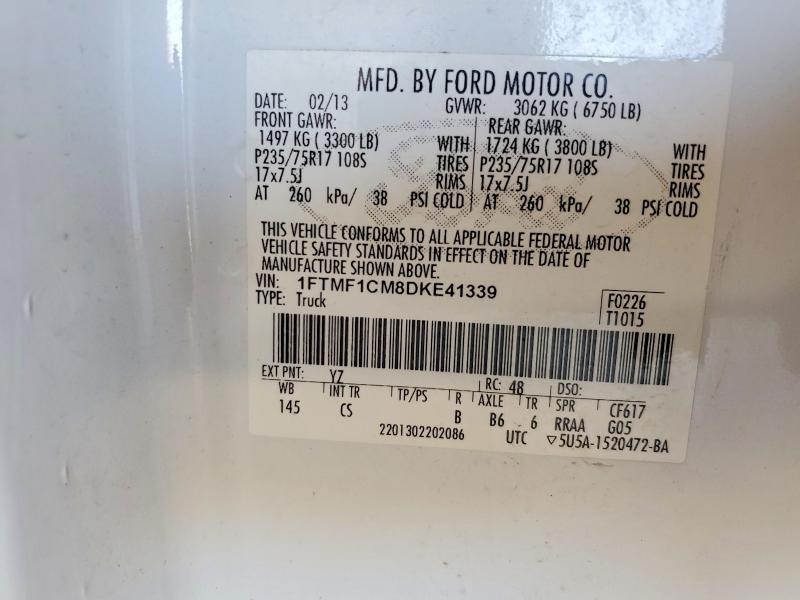 MFD. BY FORD MOTOR CO.
DATE: 02/13 GVWR: 3062 KG ( 6750 LB)
FRONT GAWR: REAR GAWR:
1497 KG ( 3300 LB) WITH 1724 KG ( 3800 LB) WITH
P235/75R17 108S TIRES P235/75R17 108S TIRES
17x7.5J RIMS 17x7.5J RIMS
AT 260 kPa/ 38 PSI COLD AT 260 kPa/ 38 PSI COLD
THIS VEHICLE CONFORMS TO ALL APPLICABLE FEDERAL MOTOR
VEHICLE SAFETY STANDARDS IN EFFECT ON THE DATE OF
MANUFACTURE SHOWN ABOVE.
VIN: 1FTMF1CM8DKE41339
TYPE: Truck
F0226
T1015
EXT PNT: YZ RC: 48 DSO:
WB INT TR TP/PS R AXLE TR SPR CF617
145 CS B B6 6 RRAA G05
2201302202086 UTC ▽5U5A-1520472-BA